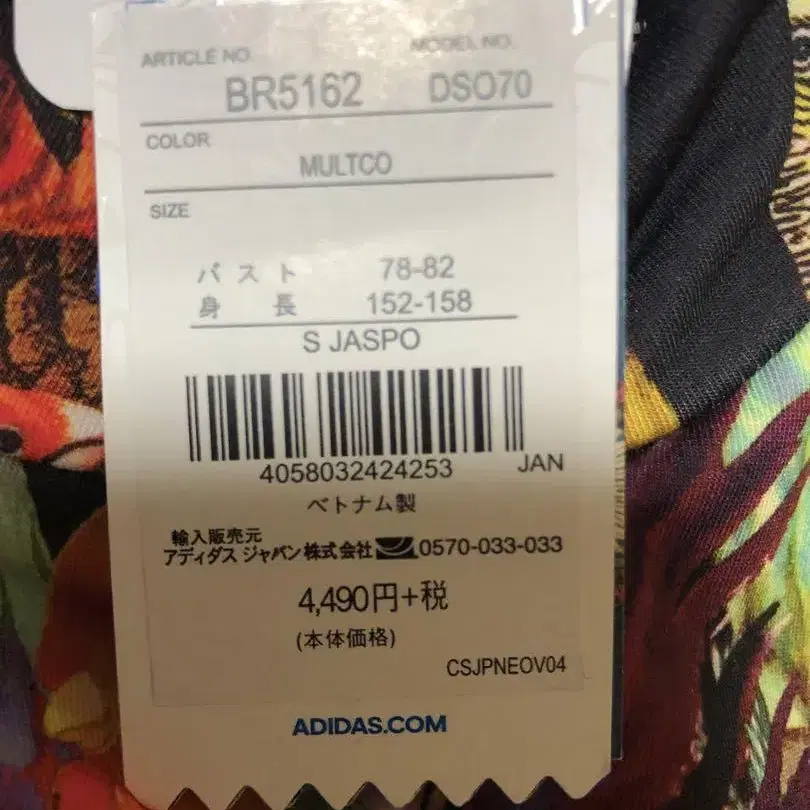 ARTICLE NO. MODEL NO.
BR5162 DSO70
COLOR
MULTCO
SIZE
バスト 78-82
身長 152-158
S JASPO
4058032424253 JAN
ベトナム製
輸入販売元
アディダス ジャパン株式会社 0570-033-033
4,490円+税
(本体価格)
CSJPNEOV04
ADIDAS.COM